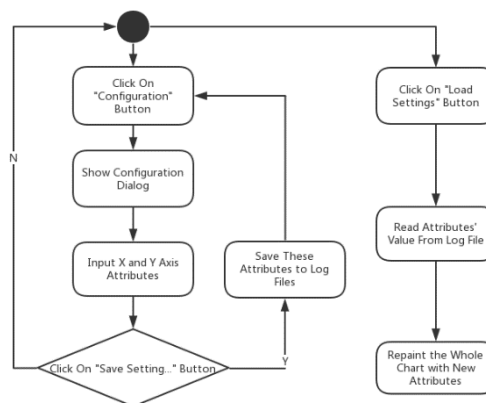 Click On
"Configuration"
Button
Show Configuration
Dialog
Input X and Y Axis
Attributes
Click On "Save Setting..." Button
N
Y
Save These
Attributes to Log
Files
Click On "Load
Settings" Button
Read Attributes'
Value From Log File
Repaint the Whole
Chart with New
Attributes